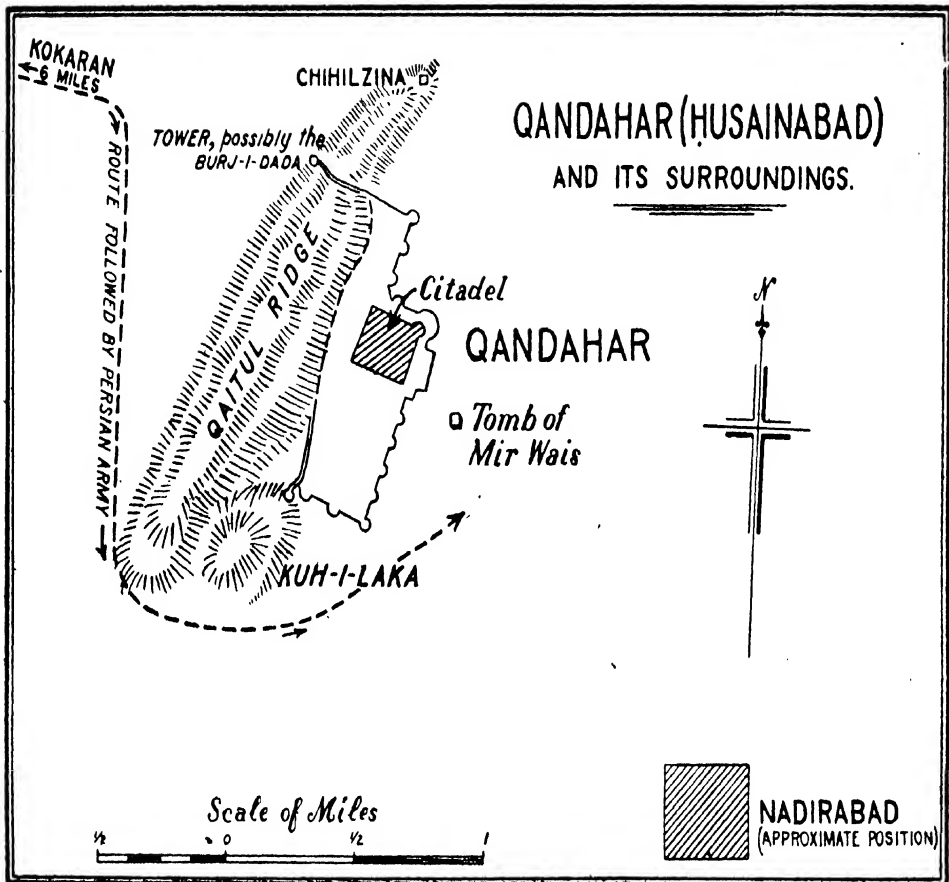 KOKARAN
6 MILES
CHIHILZINA
QANDAHAR (ḤUSAINABAD)
AND ITS SURROUNDINGS.
TOWER, possibly the
BURJ-I-DADA
ROUTE FOLLOWED BY PERSIAN ARMY
QAITUL RIDGE
Citadel
QANDAHAR
N
Tomb of
Mir Wais
KUH-I-LAKA
Scale of Miles
½ 0 ½ 1
NADIRABAD
(APPROXIMATE POSITION)